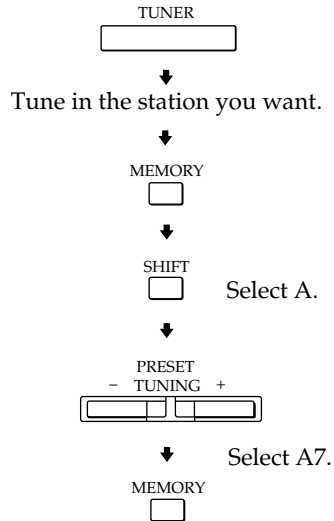 TUNER
Tune in the station you want.
MEMORY
SHIFT
Select A.
PRESET
– TUNING +
Select A7.
MEMORY